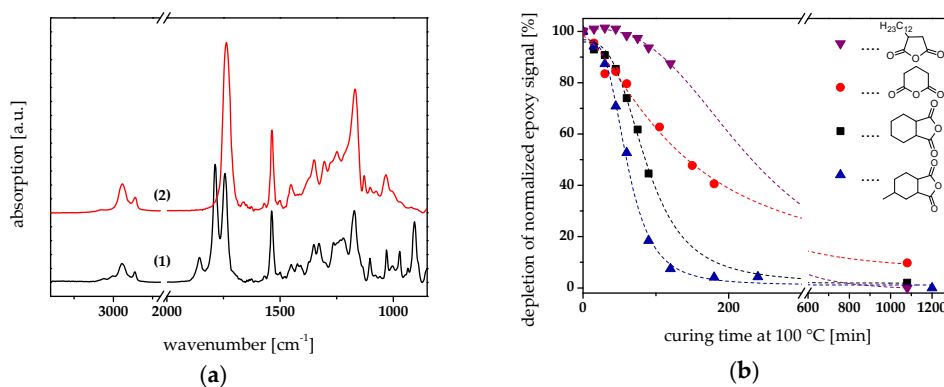 absorption [a.u.]
(2)
(1)
3000
2000
1500
1000
wavenumber [cm⁻¹]
(a)
depletion of normalized epoxy signal [%]
100
80
60
40
20
0
0
200
600
800
1000
1200
curing time at 100 °C [min]
H₂₃C₁₂
O O O
O O O
O
O
O
O
O
O
(b)